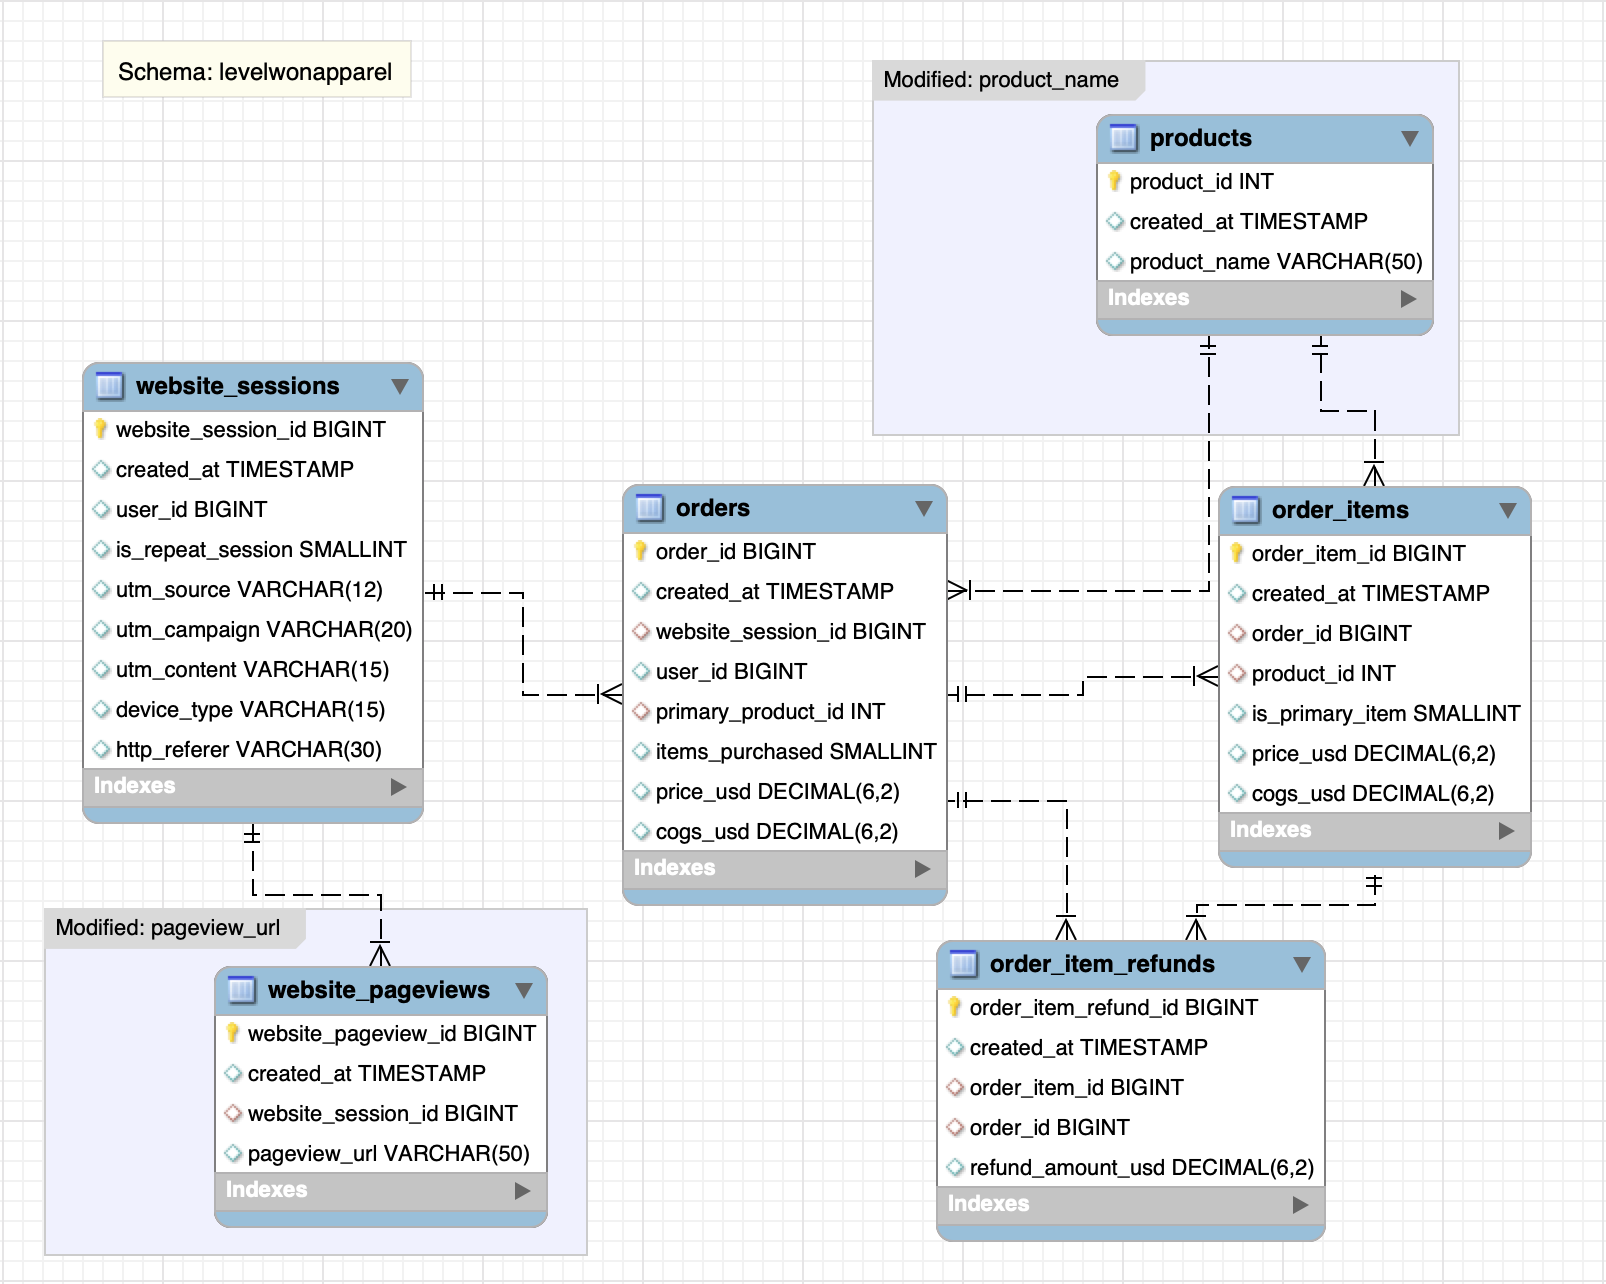 Schema: levelwonapparel
Modified: product_name
products
product_id INT
created_at TIMESTAMP
product_name VARCHAR(50)
Indexes
website_sessions
website_session_id BIGINT
created_at TIMESTAMP
user_id BIGINT
is_repeat_session SMALLINT
utm_source VARCHAR(12)
utm_campaign VARCHAR(20)
utm_content VARCHAR(15)
device_type VARCHAR(15)
http_referer VARCHAR(30)
Indexes
orders
order_id BIGINT
created_at TIMESTAMP
website_session_id BIGINT
user_id BIGINT
primary_product_id INT
items_purchased SMALLINT
price_usd DECIMAL(6,2)
cogs_usd DECIMAL(6,2)
Indexes
order_items
order_item_id BIGINT
created_at TIMESTAMP
order_id BIGINT
product_id INT
is_primary_item SMALLINT
price_usd DECIMAL(6,2)
cogs_usd DECIMAL(6,2)
Indexes
Modified: pageview_url
website_pageviews
website_pageview_id BIGINT
created_at TIMESTAMP
website_session_id BIGINT
pageview_url VARCHAR(50)
Indexes
order_item_refunds
order_item_refund_id BIGINT
created_at TIMESTAMP
order_item_id BIGINT
order_id BIGINT
refund_amount_usd DECIMAL(6,2)
Indexes